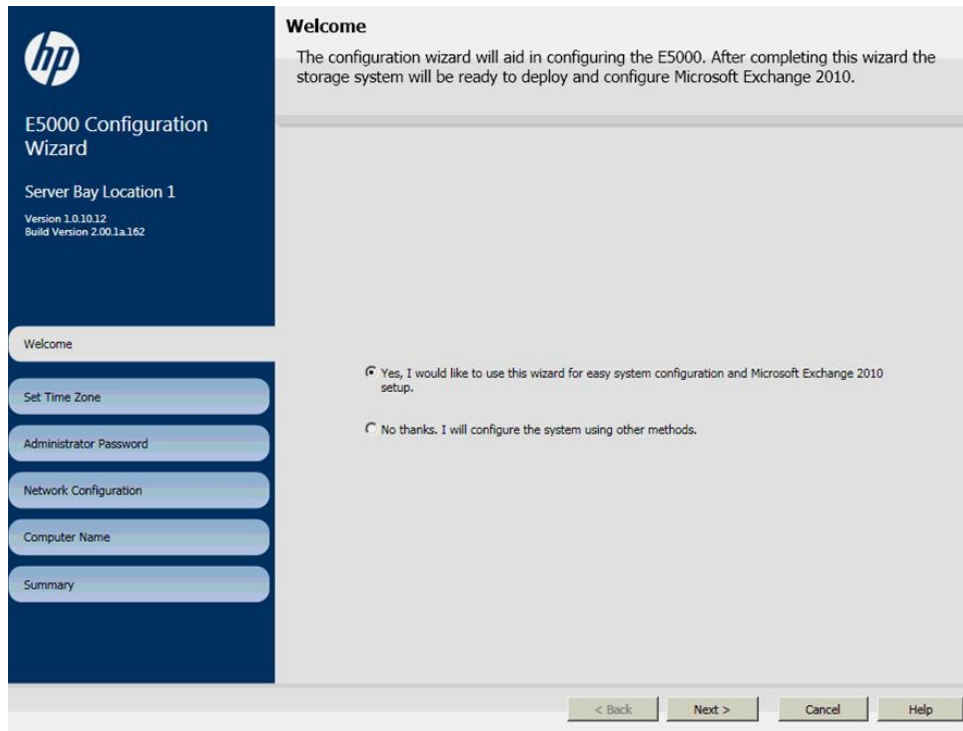 hp
E5000 Configuration
Wizard
Server Bay Location 1
Version 1.0.10.12
Build Version 2.00.1a.162
Welcome
Set Time Zone
Administrator Password
Network Configuration
Computer Name
Summary
Welcome
The configuration wizard will aid in configuring the E5000. After completing this wizard the
storage system will be ready to deploy and configure Microsoft Exchange 2010.
Yes, I would like to use this wizard for easy system configuration and Microsoft Exchange 2010
setup.
No thanks. I will configure the system using other methods.
< Back
Next >
Cancel
Help